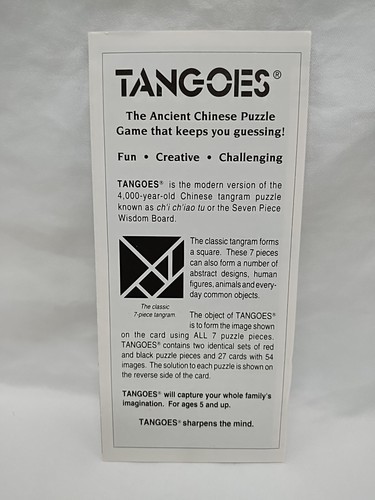 TANGOES®
The Ancient Chinese Puzzle
Game that keeps you guessing!
Fun • Creative • Challenging
TANGOES® is the modern version of the
4,000-year-old Chinese tangram puzzle
known as ch'i ch'iao tu or the Seven Piece
Wisdom Board.
The classic tangram forms
a square. These 7 pieces
can also form a number of
abstract designs, human
figures, animals and every-
day common objects.
The classic
7-piece tangram
The object of TANGOES®
is to form the image shown
on the card using ALL 7 puzzle pieces.
TANGOES® contains two identical sets of red
and black puzzle pieces and 27 cards with 54
images. The solution to each puzzle is shown on
the reverse side of the card.
TANGOES® will capture your whole family's
imagination. For ages 5 and up.
TANGOES® sharpens the mind.